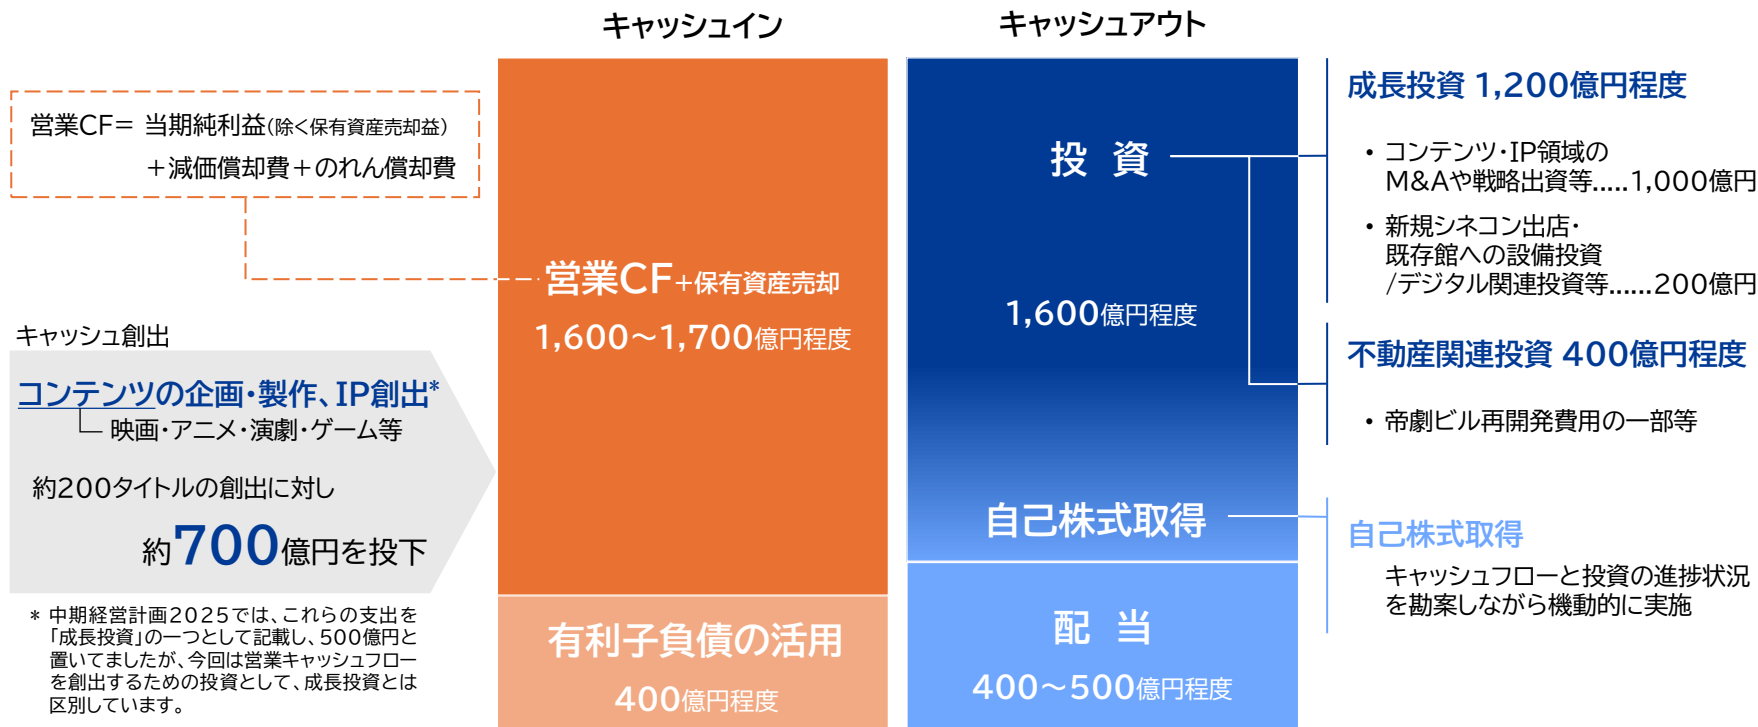 キャッシュイン
キャッシュアウト
営業CF= 当期純利益(除く保有資産売却益)
+減価償却費+のれん償却費
キャッシュ創出
コンテンツの企画・製作、IP創出*
映画・アニメ・演劇・ゲーム等
約200タイトルの創出に対し
約700億円を投下
* 中期経営計画2025では、これらの支出を
「成長投資」の一つとして記載し、500億円と
置いてましたが、今回は営業キャッシュフロー
を創出するための投資として、成長投資とは
区別しています。
営業CF+保有資産売却
1,600~1,700億円程度
有利子負債の活用
400億円程度
投 資
1,600億円程度
自己株式取得
配 当
400~500億円程度
成長投資 1,200億円程度
• コンテンツ・IP領域の
M&Aや戦略出資等.....1,000億円
• 新規シネコン出店・
既存館への設備投資
/デジタル関連投資等......200億円
不動産関連投資 400億円程度
• 帝劇ビル再開発費用の一部等
自己株式取得
キャッシュフローと投資の進捗状況
を勘案しながら機動的に実施